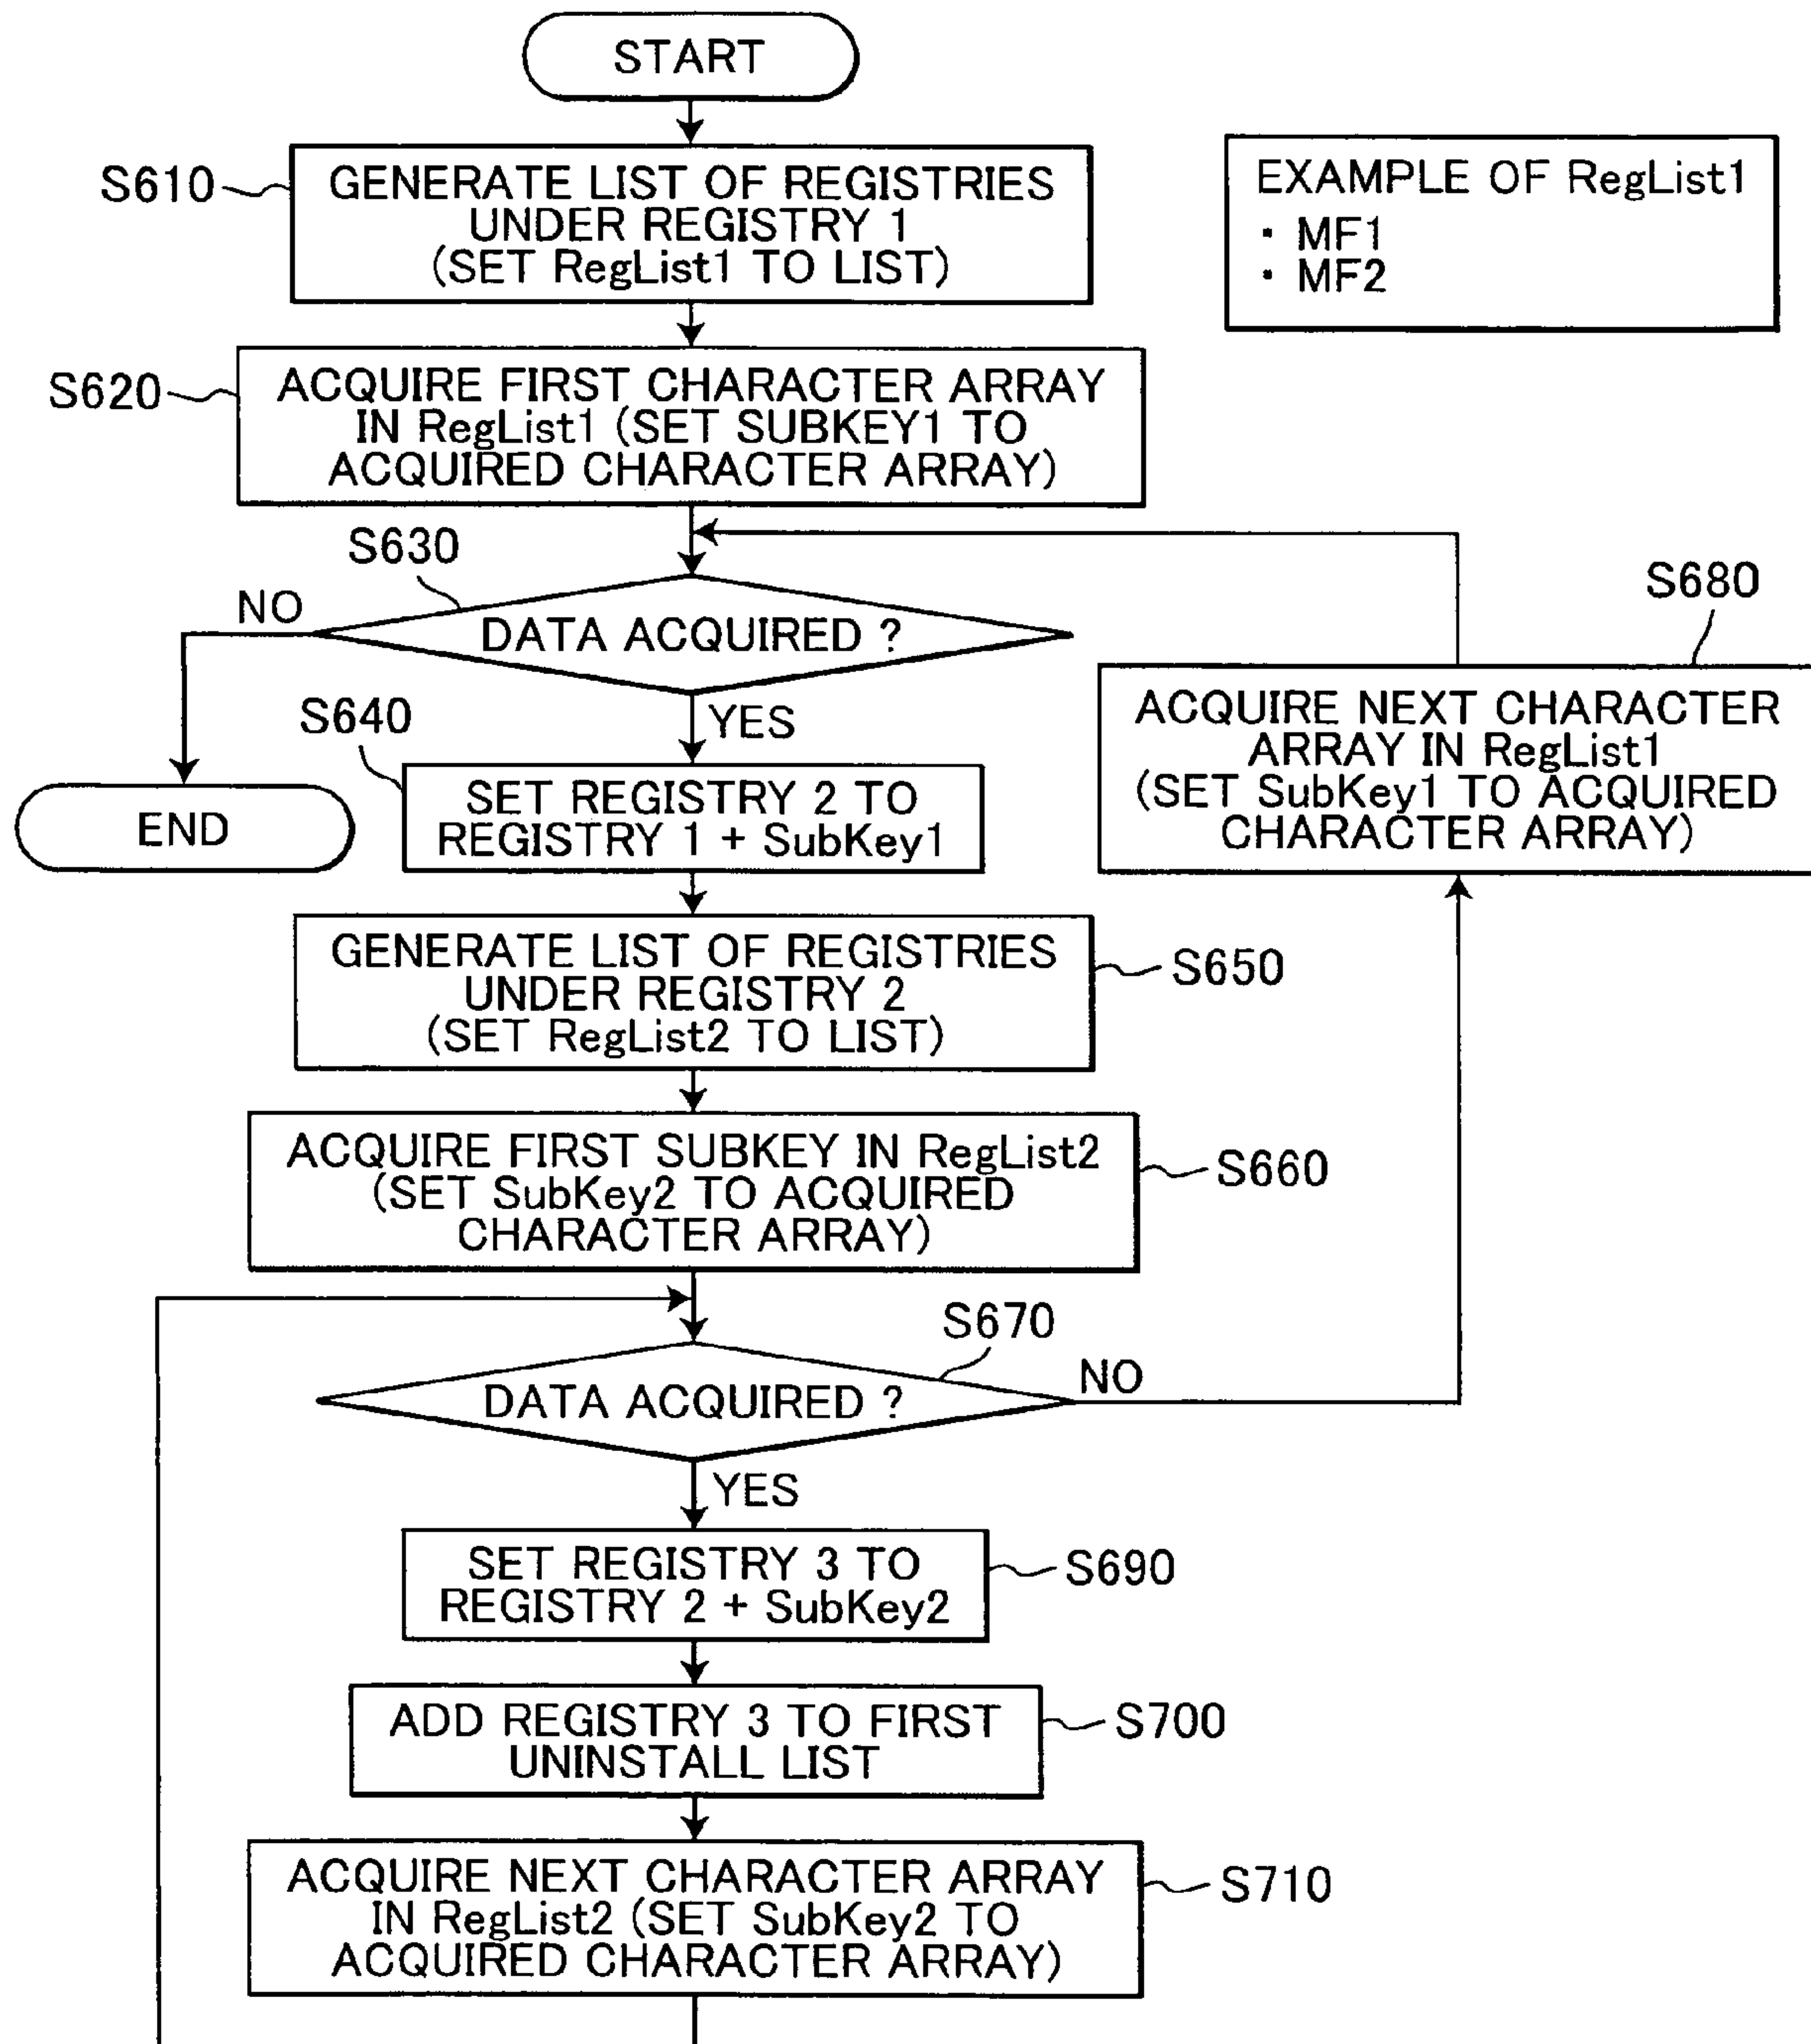 START
S610
GENERATE LIST OF REGISTRIES
UNDER REGISTRY 1
(SET RegList1 TO LIST)
EXAMPLE OF RegList1
・ MF1
・ MF2
S620
ACQUIRE FIRST CHARACTER ARRAY
IN RegList1 (SET SUBKEY1 TO
ACQUIRED CHARACTER ARRAY)
S630
NO
DATA ACQUIRED ?
YES
END
S640
SET REGISTRY 2 TO
REGISTRY 1 + SubKey1
S680
ACQUIRE NEXT CHARACTER
ARRAY IN RegList1
(SET SubKey1 TO ACQUIRED
CHARACTER ARRAY)
GENERATE LIST OF REGISTRIES
UNDER REGISTRY 2
(SET RegList2 TO LIST)
S650
ACQUIRE FIRST SUBKEY IN RegList2
(SET SubKey2 TO ACQUIRED
CHARACTER ARRAY)
S660
S670
DATA ACQUIRED ?
NO
YES
SET REGISTRY 3 TO
REGISTRY 2 + SubKey2
S690
ADD REGISTRY 3 TO FIRST
UNINSTALL LIST
S700
ACQUIRE NEXT CHARACTER ARRAY
IN RegList2 (SET SubKey2 TO
ACQUIRED CHARACTER ARRAY)
S710